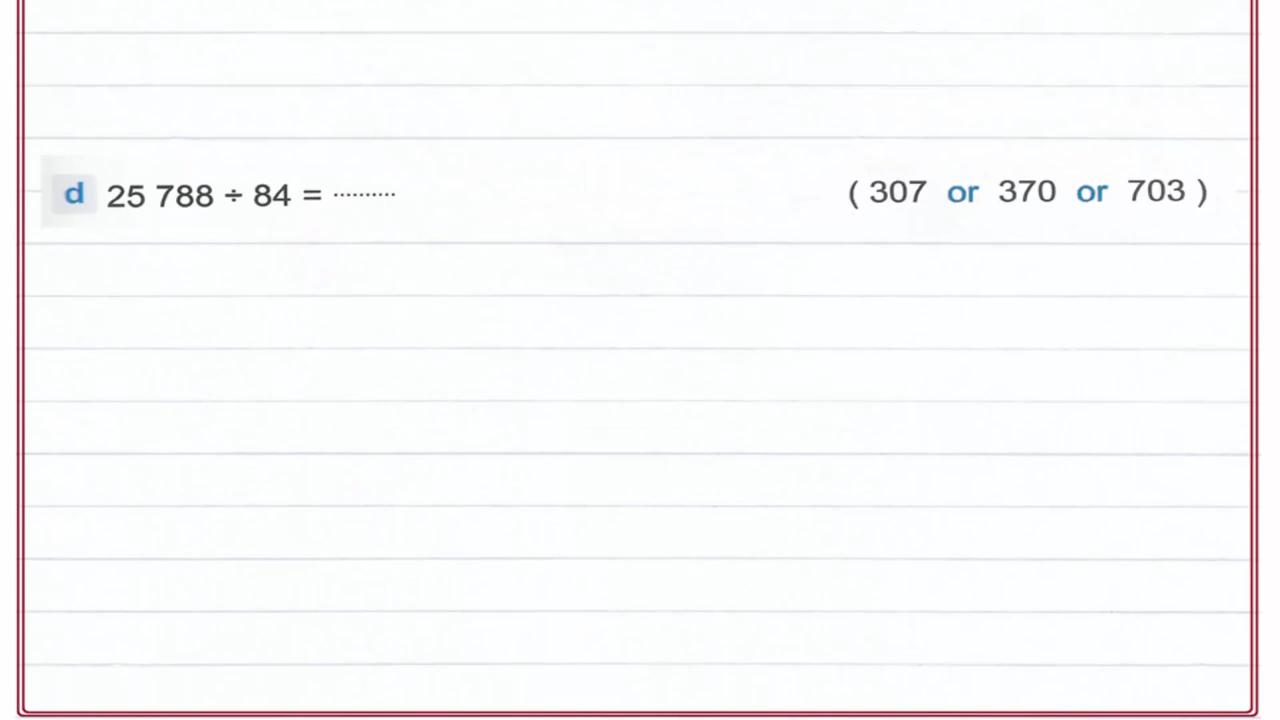 d 25 788 ÷ 84 = .......... ( 307 or 370 or 703 )